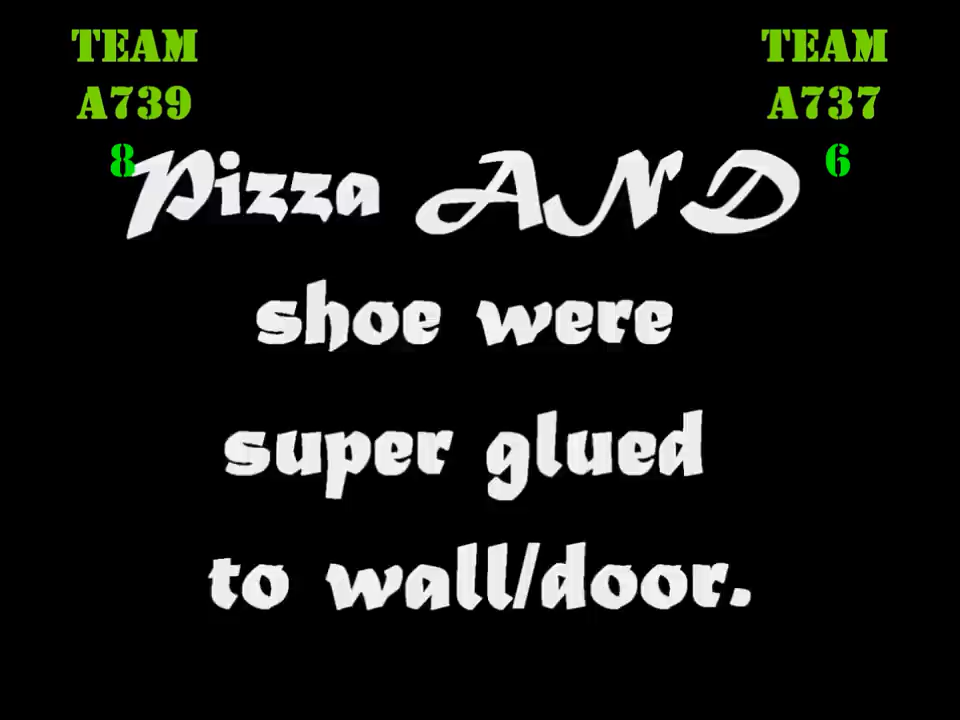 TEAM
A739
8
TEAM
A737
6
Pizza AND
shoe were
super glued
to wall/door.